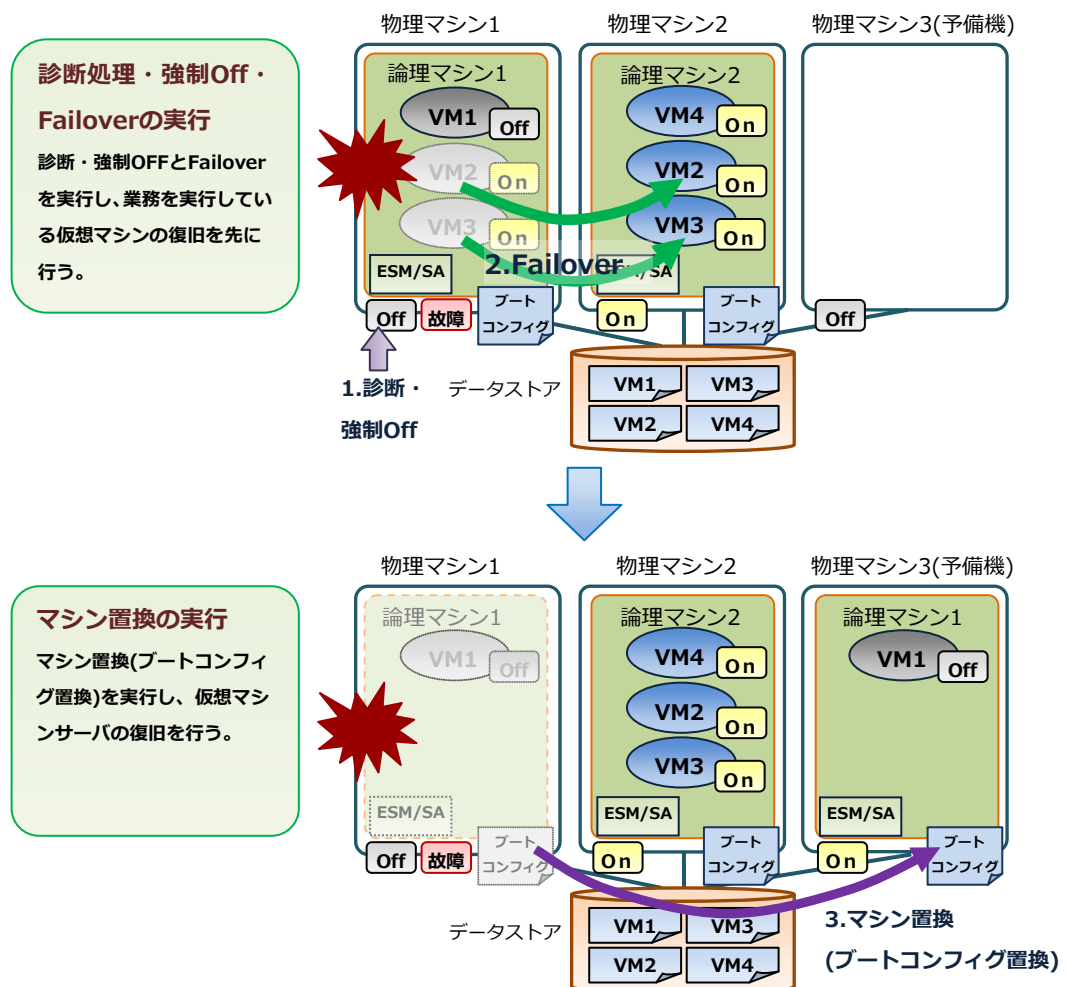 物理マシン1
物理マシン2
物理マシン3(予備機)
診断処理・強制Off・
Failoverの実行
診断・強制OFFとFailover
を実行し、業務を実行してい
る仮想マシンの復旧を先に
行う。
論理マシン1
VM1
Off
VM2
On
VM3
On
ESM/SA
論理マシン2
VM4
On
VM2
On
VM3
On
ESM/SA
2.Failover
Off
故障
ブート
コンフィグ
On
ブート
コンフィグ
Off
1.診断・
強制Off
データストア
VM1
VM3
VM2
VM4
物理マシン1
物理マシン2
物理マシン3(予備機)
マシン置換の実行
マシン置換(ブートコンフィ
グ置換)を実行し、仮想マシ
ンサーバの復旧を行う。
論理マシン1
VM1
Off
ESM/SA
論理マシン2
VM4
On
VM2
On
VM3
On
ESM/SA
論理マシン1
VM1
Off
ESM/SA
Off
故障
ブート
コンフィグ
On
ブート
コンフィグ
On
ブート
コンフィグ
データストア
VM1
VM3
VM2
VM4
3.マシン置換
(ブートコンフィグ置換)